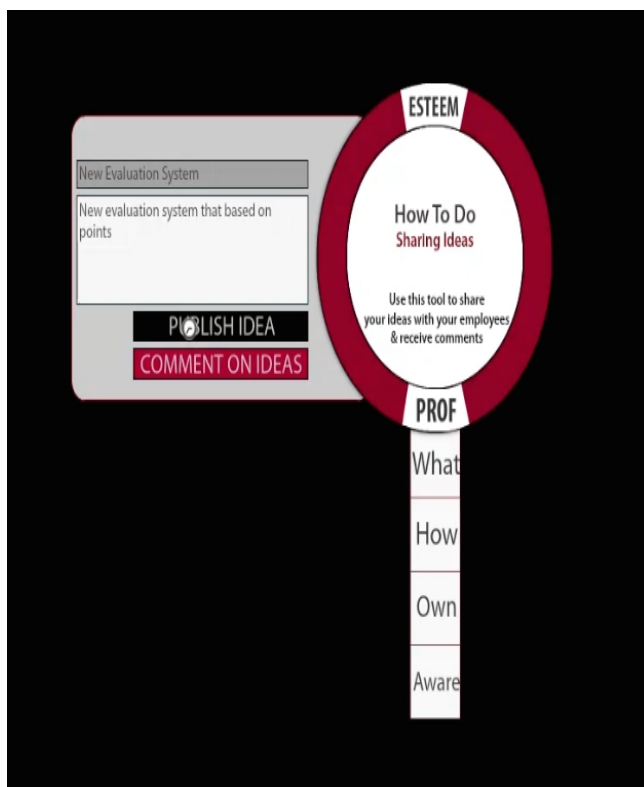 New Evaluation System
New evaluation system that based on
points
PUBLISH IDEA
COMMENT ON IDEAS
ESTEEM
How To Do
Sharing Ideas
Use this tool to share
your ideas with your employees
& receive comments
PROF
What
How
Own
Aware